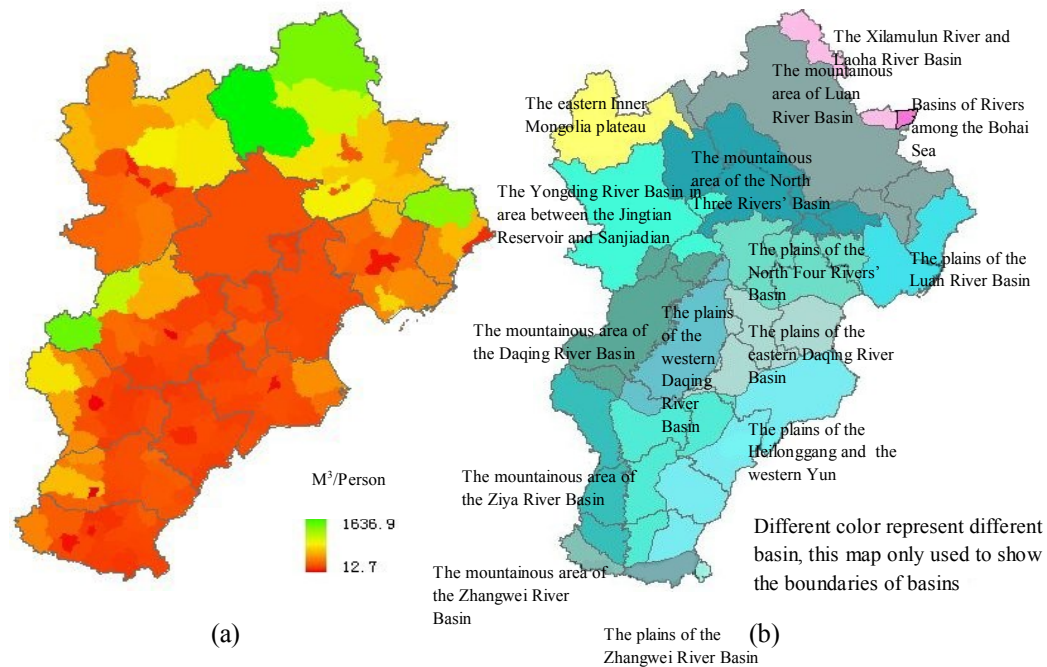 M³/Person
1636.9
12.7
(a)
The Xilamulun River and
Laoha River Basin
The mountainous
area of Luan
River Basin
Basins of Rivers
among the Bohai
Sea
The eastern Inner
Mongolia plateau
The mountainous
area of the North
Three Rivers' Basin
The Yongding River Basin in
area between the Jingtian
Reservoir and Sanjiadian
The plains of the
North Four Rivers'
Basin
The plains of the
Luan River Basin
The mountainous area of
the Daqing River Basin
The plains
of the
western
Daqing
River
Basin
The plains of the
eastern Daqing River
Basin
The plains of the
Heilonggang and the
western Yun
The mountainous area of
the Ziya River Basin
Different color represent different
basin, this map only used to show
the boundaries of basins
The mountainous area of
the Zhangwei River
Basin
(b)
The plains of the
Zhangwei River Basin